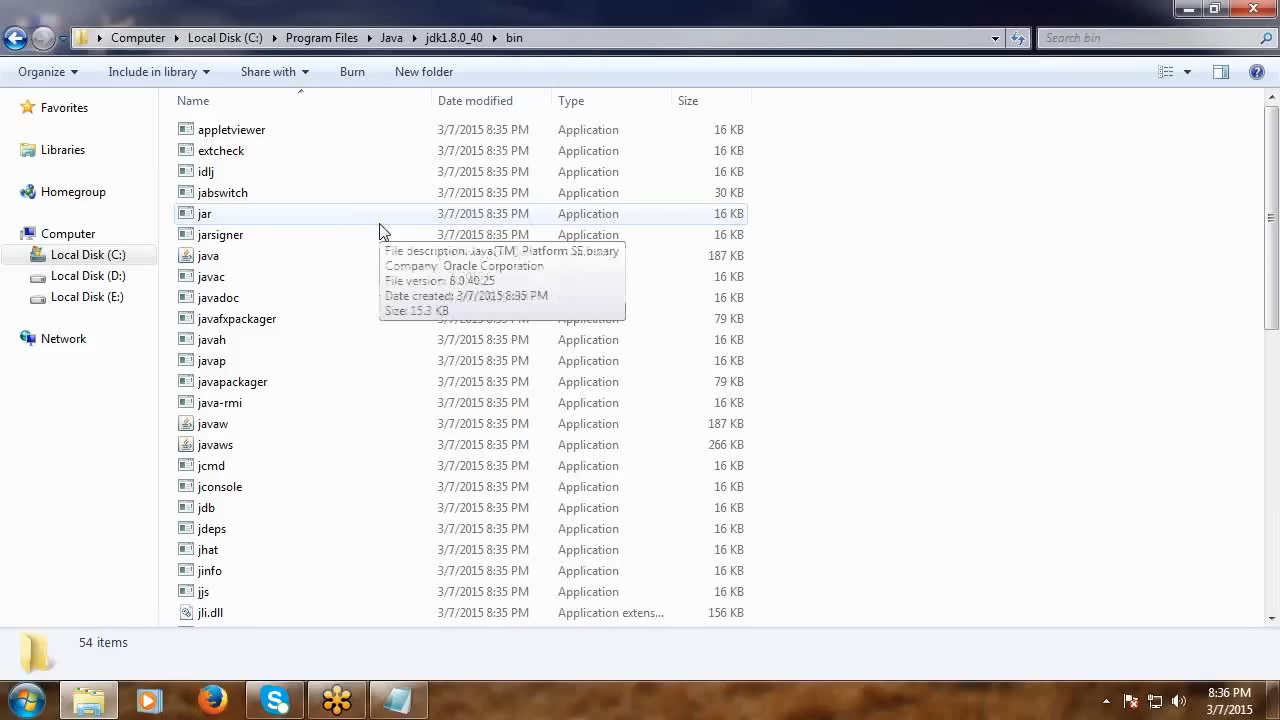 Computer Local Disk (C:) Program Files Java jdk1.8.0_40 bin Search bin
Organize Include in library Share with Burn New folder
Name Date modified Type Size
Favorites
Libraries
Homegroup
Computer
Local Disk (C:)
Local Disk (D:)
Local Disk (E:)
Network
appletviewer 3/7/2015 8:35 PM Application 16 KB
extcheck 3/7/2015 8:35 PM Application 16 KB
idlj 3/7/2015 8:35 PM Application 16 KB
jabswitch 3/7/2015 8:35 PM Application 30 KB
jar 3/7/2015 8:35 PM Application 16 KB
jarsigner 3/7/2015 8:35 PM Application 16 KB
java 187 KB
javac 16 KB
javadoc 16 KB
javafxpackager 3/7/2015 8:35 PM Application 79 KB
javah 3/7/2015 8:35 PM Application 16 KB
javap 3/7/2015 8:35 PM Application 16 KB
javapackager 3/7/2015 8:35 PM Application 79 KB
java-rmi 3/7/2015 8:35 PM Application 16 KB
javaw 3/7/2015 8:35 PM Application 187 KB
javaws 3/7/2015 8:35 PM Application 266 KB
jcmd 3/7/2015 8:35 PM Application 16 KB
jconsole 3/7/2015 8:35 PM Application 16 KB
jdb 3/7/2015 8:35 PM Application 16 KB
jdeps 3/7/2015 8:35 PM Application 16 KB
jhat 3/7/2015 8:35 PM Application 16 KB
jinfo 3/7/2015 8:35 PM Application 16 KB
jjs 3/7/2015 8:35 PM Application 16 KB
jli.dll 3/7/2015 8:35 PM Application extens... 156 KB
File description: Java(TM) Platform SE binary
Company: Oracle Corporation
File version: 8.0.40.25
Date created: 3/7/2015 8:35 PM
Size: 15.3 KB
54 items
8:36 PM
3/7/2015